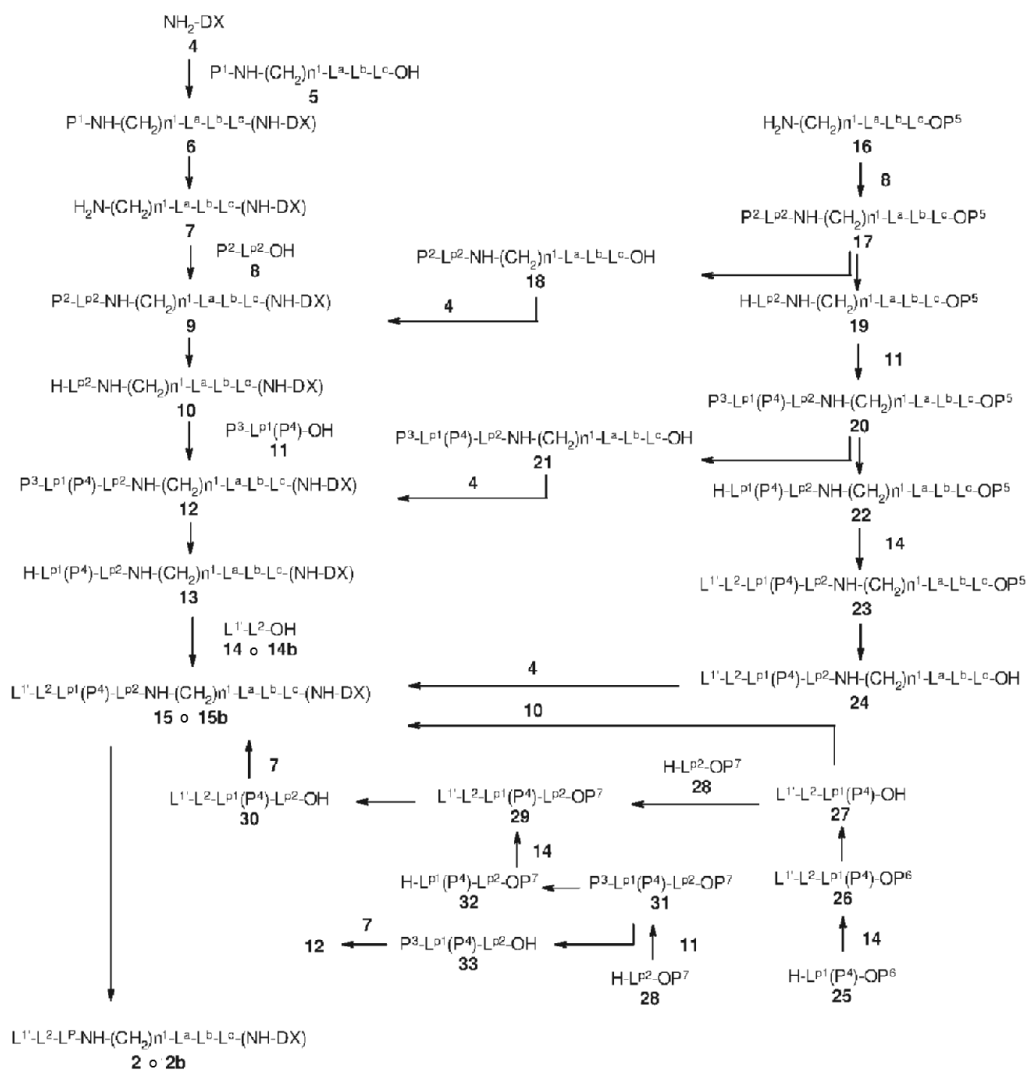 NH₂-DX
4
P¹-NH-(CH₂)n¹-Lᵃ-Lᵇ-Lᶜ-OH
5
P¹-NH-(CH₂)n¹-Lᵃ-Lᵇ-Lᶜ-(NH-DX)
6
H₂N-(CH₂)n¹-Lᵃ-Lᵇ-Lᶜ-OP⁵
16
8
H₂N-(CH₂)n¹-Lᵃ-Lᵇ-Lᶜ-(NH-DX)
7
P²-Lᵖ²-NH-(CH₂)n¹-Lᵃ-Lᵇ-Lᶜ-OP⁵
17
P²-Lᵖ²-OH
8
P²-Lᵖ²-NH-(CH₂)n¹-Lᵃ-Lᵇ-Lᶜ-OH
18
4
P²-Lᵖ²-NH-(CH₂)n¹-Lᵃ-Lᵇ-Lᶜ-(NH-DX)
9
H-Lᵖ²-NH-(CH₂)n¹-Lᵃ-Lᵇ-Lᶜ-OP⁵
19
11
H-Lᵖ²-NH-(CH₂)n¹-Lᵃ-Lᵇ-Lᶜ-(NH-DX)
10
P³-Lᵖ¹(P⁴)-Lᵖ²-NH-(CH₂)n¹-Lᵃ-Lᵇ-Lᶜ-OP⁵
20
P³-Lᵖ¹(P⁴)-OH
11
P³-Lᵖ¹(P⁴)-Lᵖ²-NH-(CH₂)n¹-Lᵃ-Lᵇ-Lᶜ-OH
21
4
P³-Lᵖ¹(P⁴)-Lᵖ²-NH-(CH₂)n¹-Lᵃ-Lᵇ-Lᶜ-(NH-DX)
12
H-Lᵖ¹(P⁴)-Lᵖ²-NH-(CH₂)n¹-Lᵃ-Lᵇ-Lᶜ-OP⁵
22
14
H-Lᵖ¹(P⁴)-Lᵖ²-NH-(CH₂)n¹-Lᵃ-Lᵇ-Lᶜ-(NH-DX)
13
L¹'-L²-Lᵖ¹(P⁴)-Lᵖ²-NH-(CH₂)n¹-Lᵃ-Lᵇ-Lᶜ-OP⁵
23
L¹'-L²-OH
14 o 14b
4
L¹'-L²-Lᵖ¹(P⁴)-Lᵖ²-NH-(CH₂)n¹-Lᵃ-Lᵇ-Lᶜ-(NH-DX)
15 o 15b
L¹'-L²-Lᵖ¹(P⁴)-Lᵖ²-NH-(CH₂)n¹-Lᵃ-Lᵇ-Lᶜ-OH
24
10
7
H-Lᵖ²-OP⁷
28
L¹'-L²-Lᵖ¹(P⁴)-Lᵖ²-OH
30
L¹'-L²-Lᵖ¹(P⁴)-Lᵖ²-OP⁷
29
L¹'-L²-Lᵖ¹(P⁴)-OH
27
14
H-Lᵖ¹(P⁴)-Lᵖ²-OP⁷
32
P³-Lᵖ¹(P⁴)-Lᵖ²-OP⁷
31
L¹'-L²-Lᵖ¹(P⁴)-OP⁶
26
7
12
P³-Lᵖ¹(P⁴)-Lᵖ²-OH
33
11
14
H-Lᵖ²-OP⁷
28
H-Lᵖ¹(P⁴)-OP⁶
25
L¹'-L²-Lᴾ-NH-(CH₂)n¹-Lᵃ-Lᵇ-Lᶜ-(NH-DX)
2 o 2b